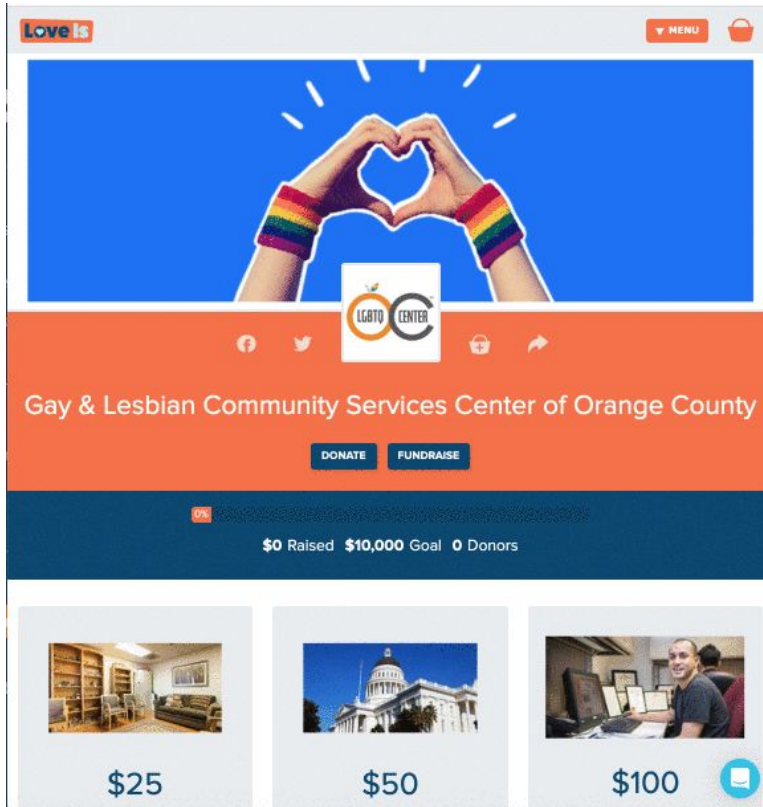 Love is
▼ MENU
LGBTQ CENTER
Gay & Lesbian Community Services Center of Orange County
DONATE FUNDRAISE
0%
$0 Raised $10,000 Goal 0 Donors
$25 $50 $100